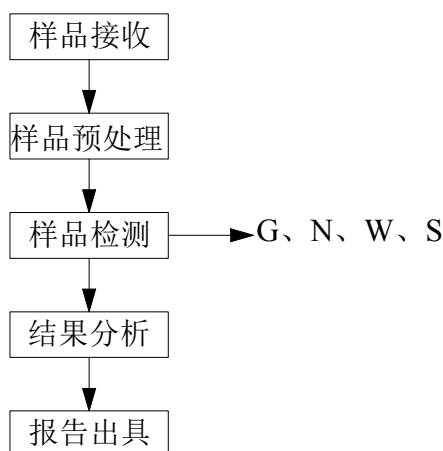 样品接收
样品预处理
样品检测
G、N、W、S
结果分析
报告出具